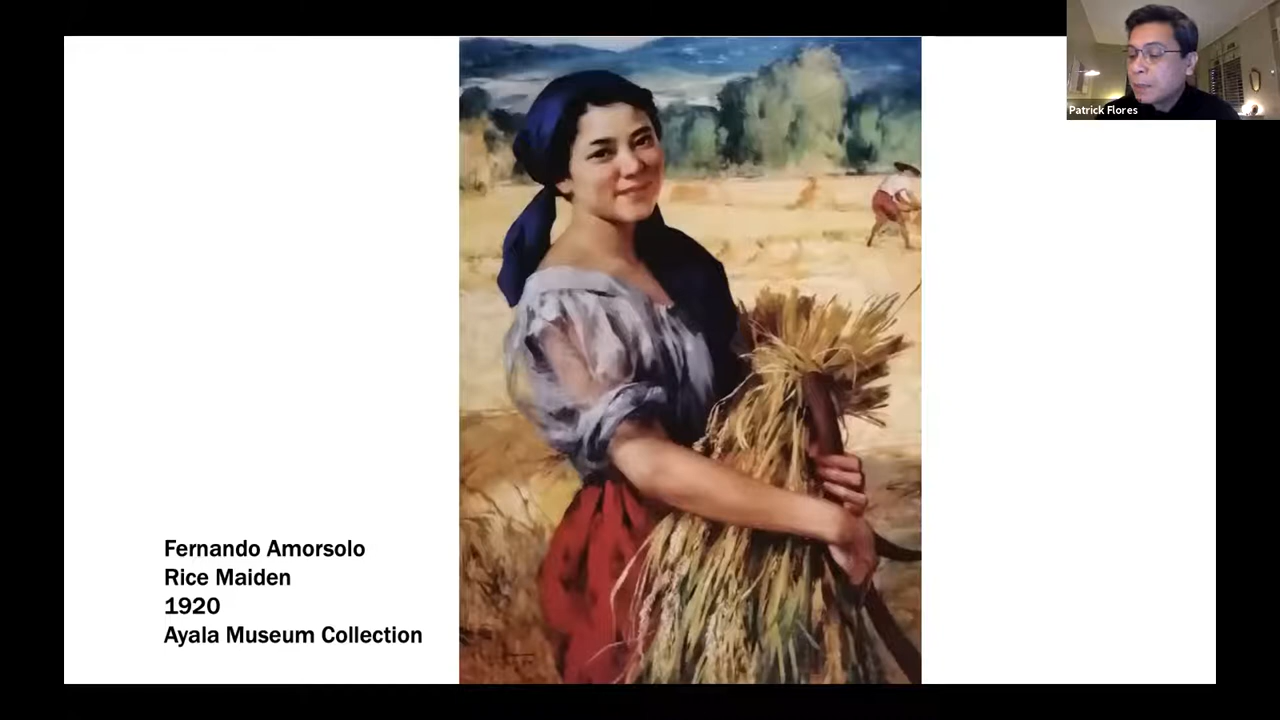 Patrick Flores
Fernando Amorsolo
Rice Maiden
1920
Ayala Museum Collection